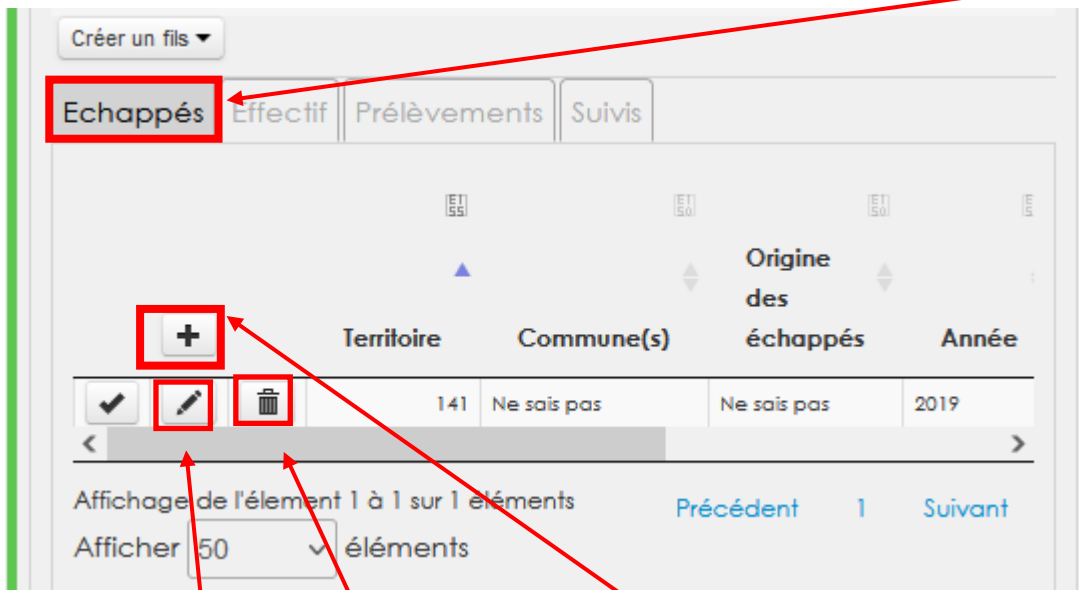 Créer un fils
Echappés Effectif Prélèvements Suivis
Territoire Commune(s) Origine des échappés Année
141 Ne sais pas Ne sais pas 2019
Affichage de l'élement 1 à 1 sur 1 éléments
Précédent 1 Suivant
Afficher 50 éléments